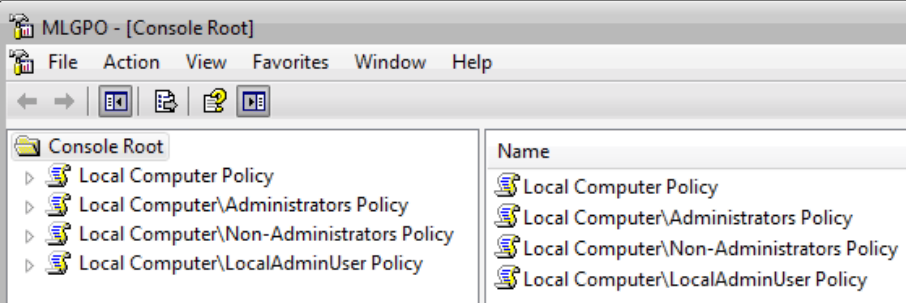 MLGPO - [Console Root]
File Action View Favorites Window Help
Console Root
Local Computer Policy
Local Computer\Administrators Policy
Local Computer\Non-Administrators Policy
Local Computer\LocalAdminUser Policy
Name
Local Computer Policy
Local Computer\Administrators Policy
Local Computer\Non-Administrators Policy
Local Computer\LocalAdminUser Policy